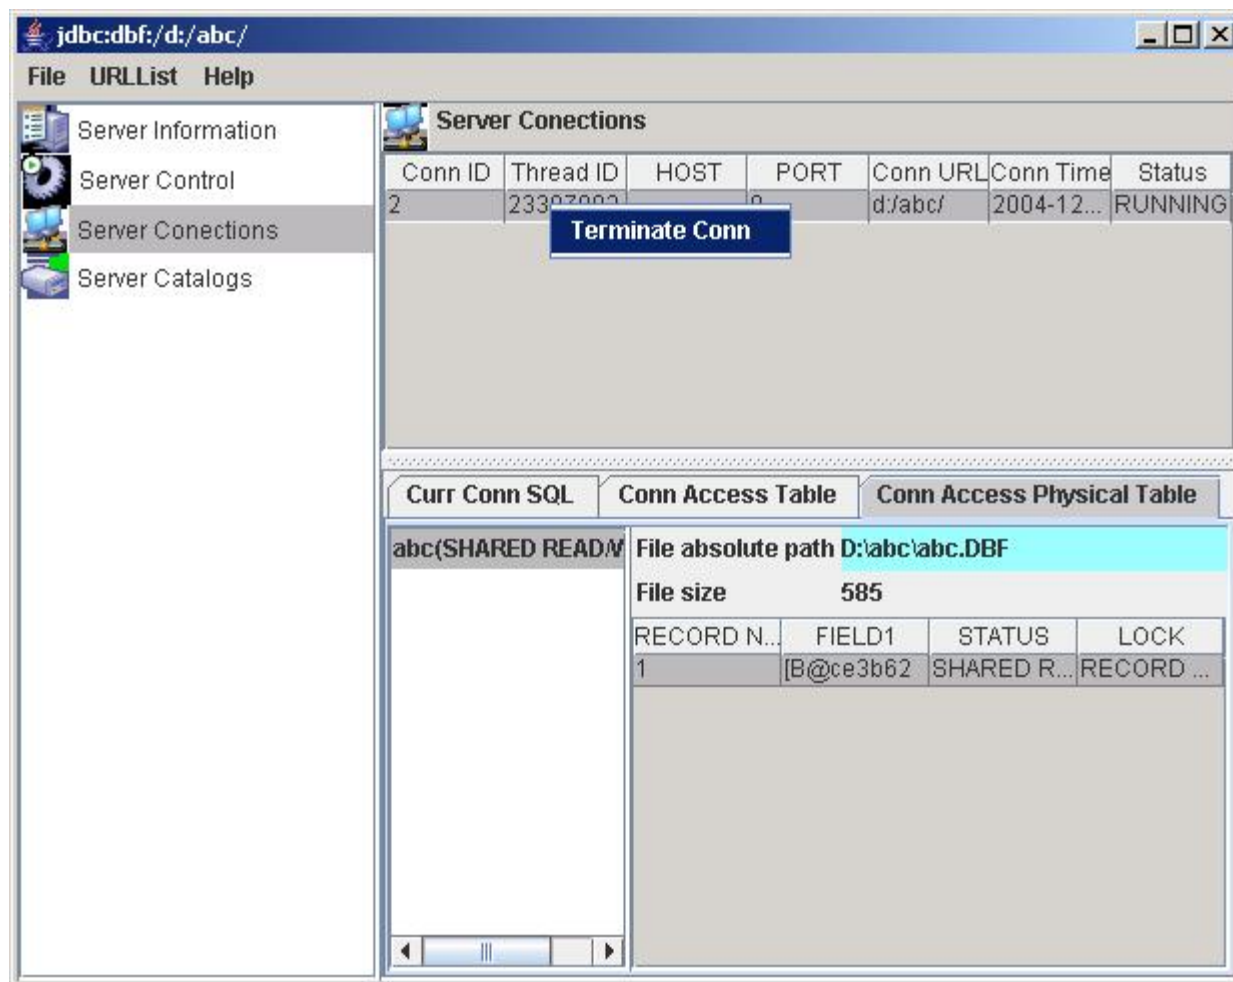 jdbc:dbf:/d:/abc/
File URLList Help
Server Information
Server Control
Server Conections
Server Catalogs
Server Conections
Conn ID Thread ID HOST PORT Conn URL Conn Time Status
2 d:/abc/ 2004-12... RUNNING
Terminate Conn
Curr Conn SQL Conn Access Table Conn Access Physical Table
abc(SHARED READ/
File absolute path D:\abc\abc.DBF
File size 585
RECORD N... FIELD1 STATUS LOCK
1 [B@ce3b62 SHARED R... RECORD ...